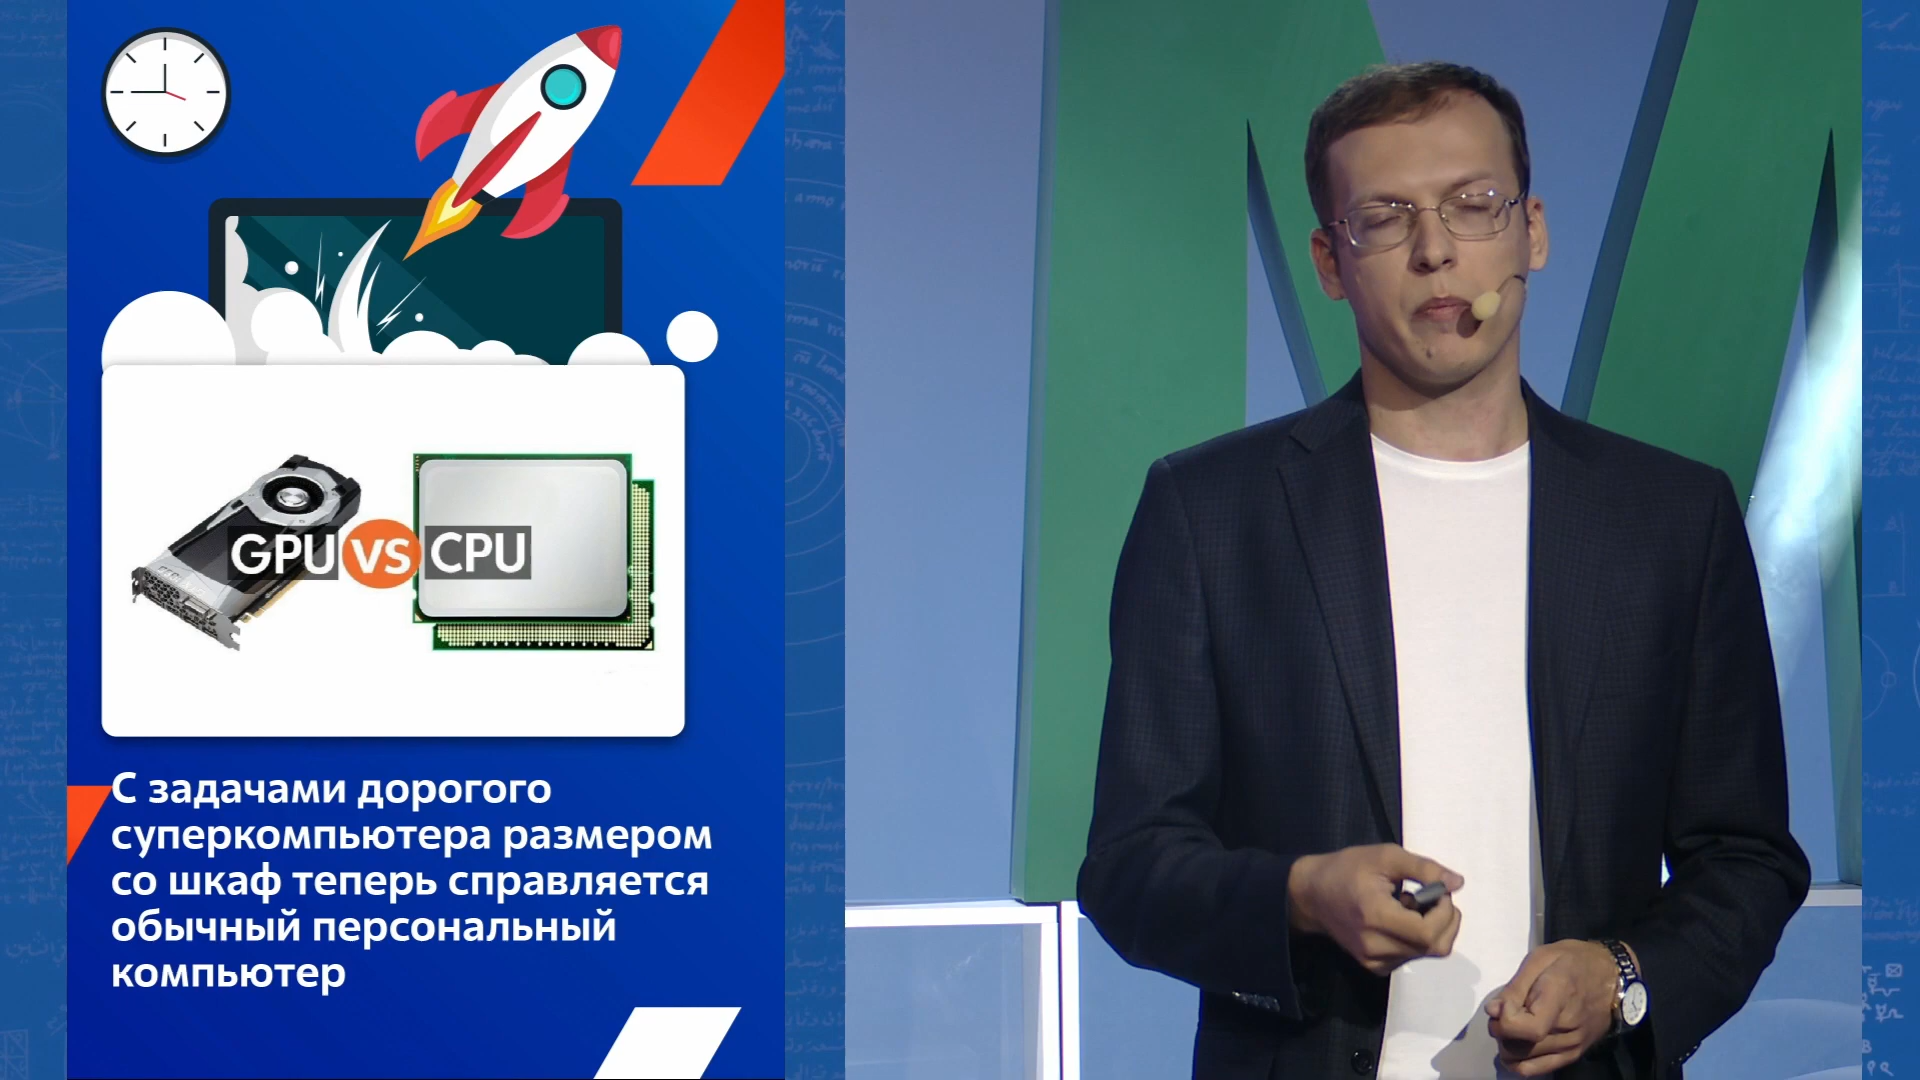 GPU VS CPU
С задачами дорогого
суперкомпьютера размером
со шкаф теперь справляется
обычный персональный
компьютер